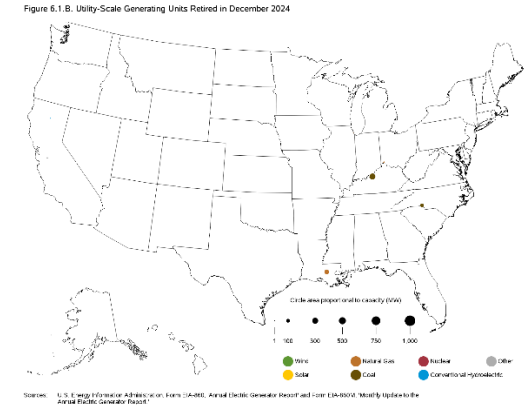 Figure 6.1.B. Utility-Scale Generating Units Retired in December 2024
Circle area proportional to capacity (MW)
1 100 300 500 750 1,000
Wind Natural Gas Nuclear Other
Solar Coal Conventional Hydroelectric
Sources: U.S. Energy Information Administration, Form EIA-860, 'Annual Electric Generator Report' and Form EIA-860M, 'Monthly Update to the
Annual Electric Generator Report.'